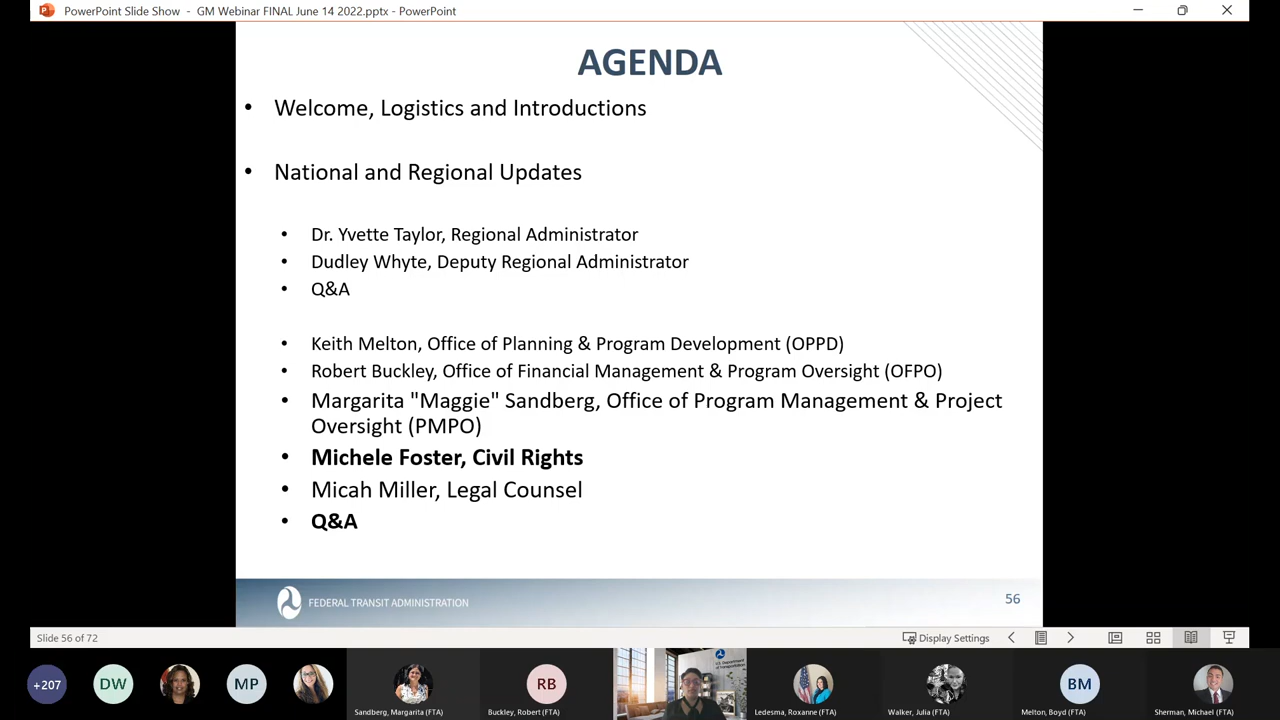 PowerPoint Slide Show - GM Webinar FINAL June 14 2022.pptx - PowerPoint
AGENDA
• Welcome, Logistics and Introductions
• National and Regional Updates
• Dr. Yvette Taylor, Regional Administrator
• Dudley Whyte, Deputy Regional Administrator
• Q&A
• Keith Melton, Office of Planning & Program Development (OPPD)
• Robert Buckley, Office of Financial Management & Program Oversight (OFPO)
• Margarita "Maggie" Sandberg, Office of Program Management & Project
Oversight (PMPO)
• Michele Foster, Civil Rights
• Micah Miller, Legal Counsel
• Q&A
FEDERAL TRANSIT ADMINISTRATION
56
Slide 56 of 72
Display Settings
+207
DW
MP
RB
U.S. Department
of Transportation
BM
Sandberg, Margarita (FTA)
Buckley, Robert (FTA)
Ledesma, Roxanne (FTA)
Walker, Julia (FTA)
Melton, Boyd (FTA)
Sherman, Michael (FTA)